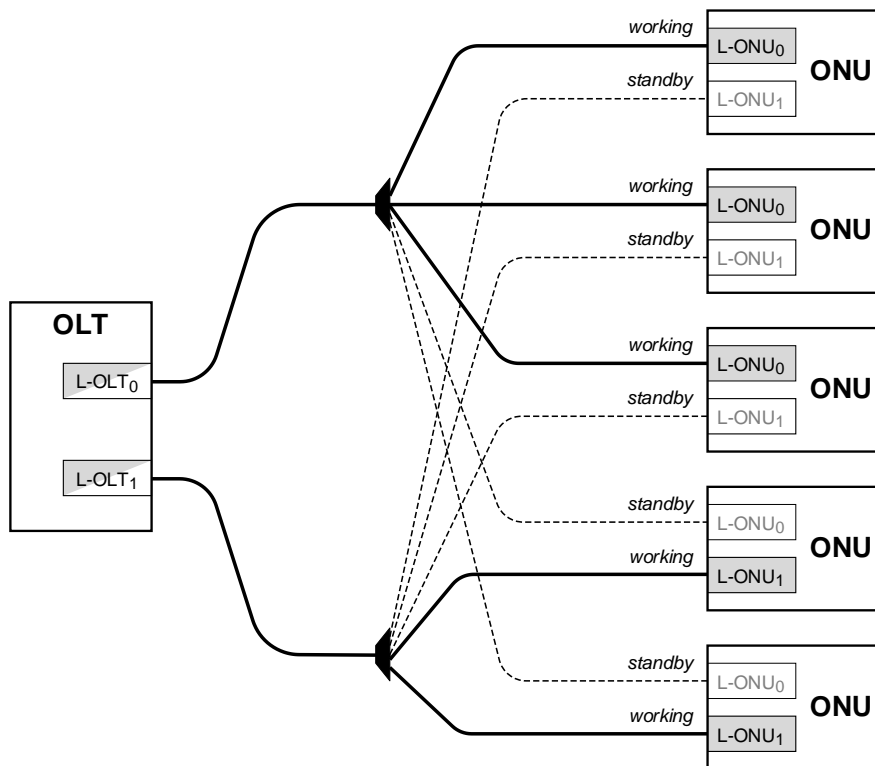 working
L-ONU0
ONU
standby
L-ONU1
working
L-ONU0
ONU
standby
L-ONU1
OLT
L-OLT0
L-OLT1
working
L-ONU0
ONU
standby
L-ONU1
standby
L-ONU0
ONU
working
L-ONU1
standby
L-ONU0
ONU
working
L-ONU1